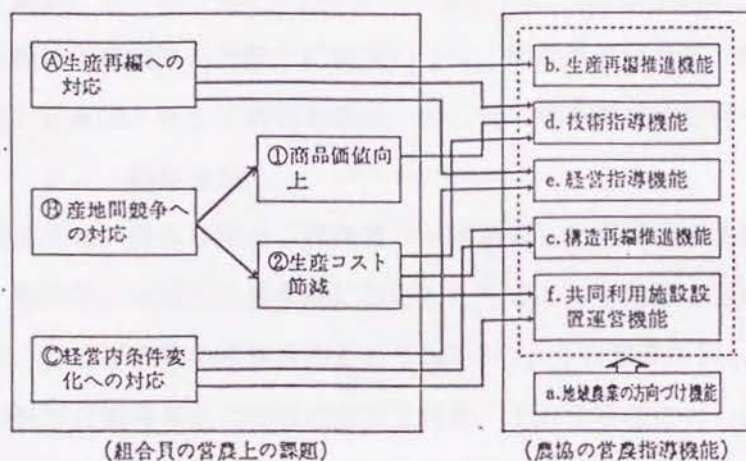 Ⓐ生産再編への
対応
①商品価値向
上
Ⓑ産地間競争へ
の対応
②生産コスト
節減
Ⓒ経営内条件変
化への対応
(組合員の営農上の課題)
b. 生産再編推進機能
d. 技術指導機能
e. 経営指導機能
c. 構造再編推進機能
f. 共同利用施設設
置運営機能
a. 地域農業の方向づけ機能
(農協の営農指導機能)